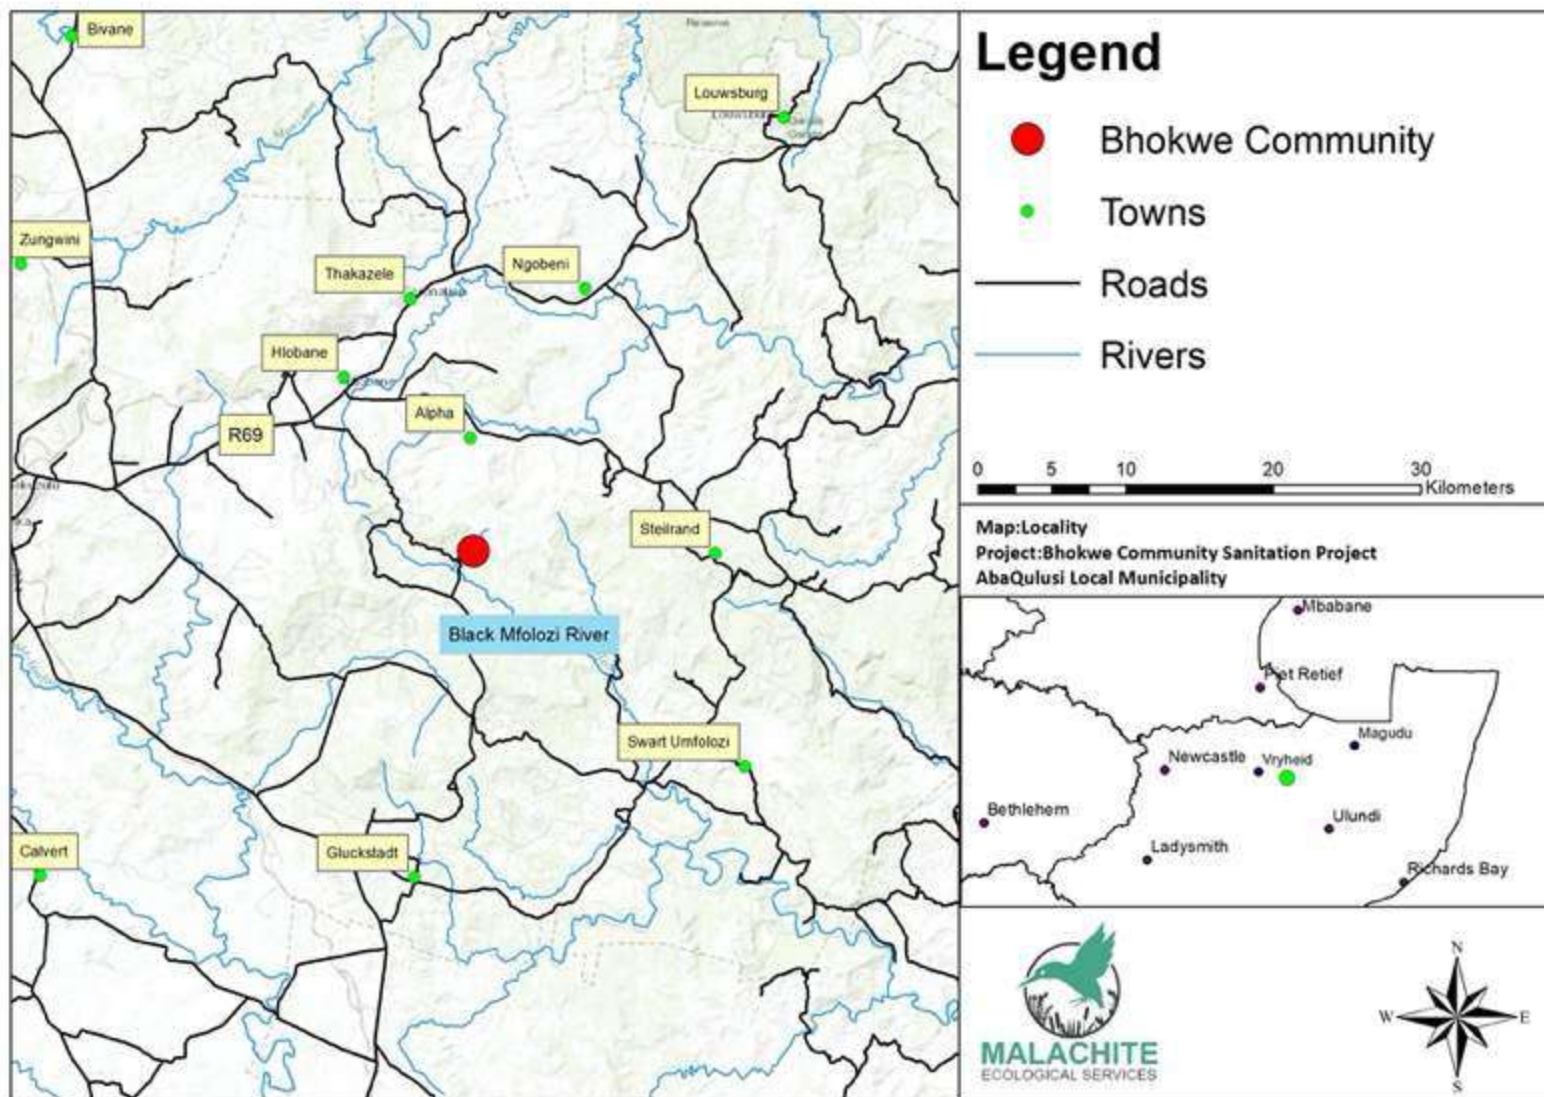 Bivane
Louwsburg
Zungwini
Thakazele
Ngobeni
Hlobane
Alpha
R69
Steilrand
Black Mfolozi River
Swart Umfolozi
Calvert
Gluckstadt
Legend
Bhokwe Community
Towns
Roads
Rivers
0 5 10 20 30
Kilometers
Map:Locality
Project:Bhokwe Community Sanitation Project
AbaQulusi Local Municipality
Mbabane
Piet Retief
Magudu
Newcastle
Vryheid
Bethlehem
Ulundi
Ladysmith
Richards Bay
MALACHITE
ECOLOGICAL SERVICES
N
W E
S